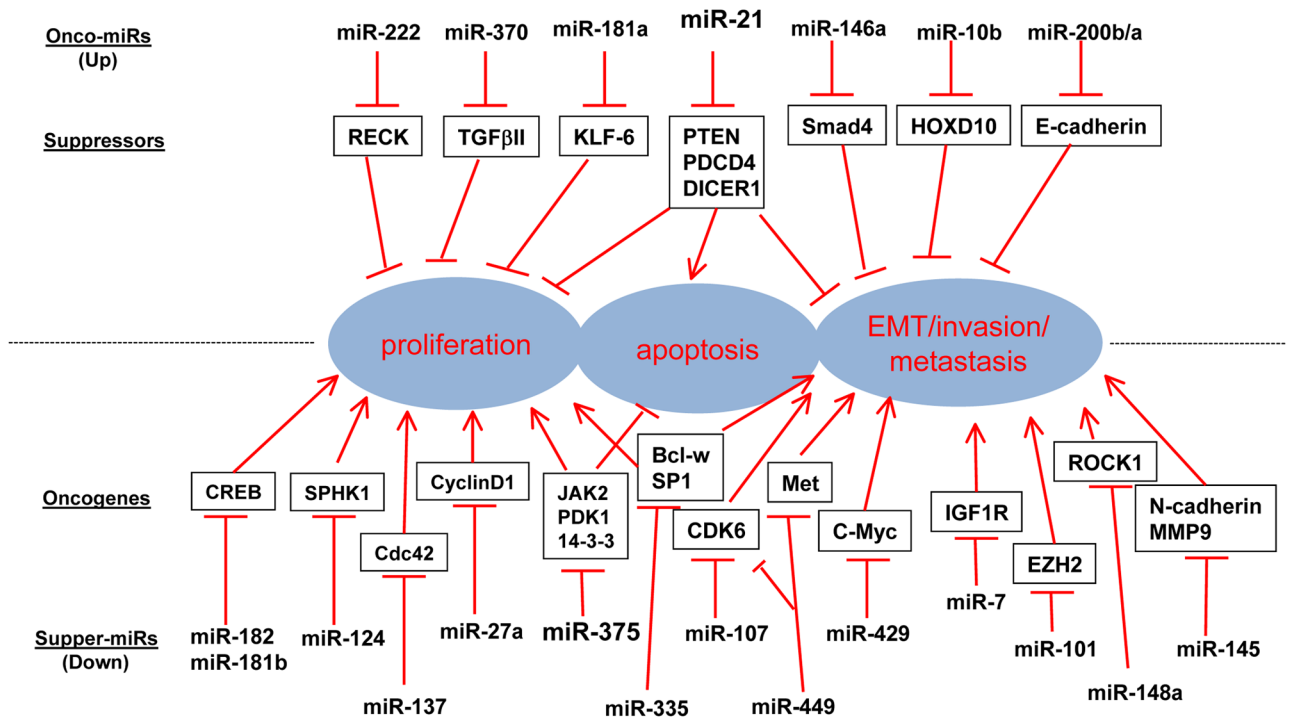 Onco-miRs
(Up)
miR-222
miR-370
miR-181a
miR-21
miR-146a
miR-10b
miR-200b/a
Suppressors
RECK
TGFβII
KLF-6
PTEN
PDCD4
DICER1
Smad4
HOXD10
E-cadherin
proliferation
apoptosis
EMT/invasion/
metastasis
Oncogenes
CREB
SPHK1
Cdc42
CyclinD1
JAK2
PDK1
14-3-3
Bcl-w
SP1
CDK6
Met
C-Myc
IGF1R
EZH2
ROCK1
N-cadherin
MMP9
Supper-miRs
(Down)
miR-182
miR-181b
miR-124
miR-137
miR-27a
miR-375
miR-335
miR-107
miR-449
miR-429
miR-7
miR-101
miR-148a
miR-145